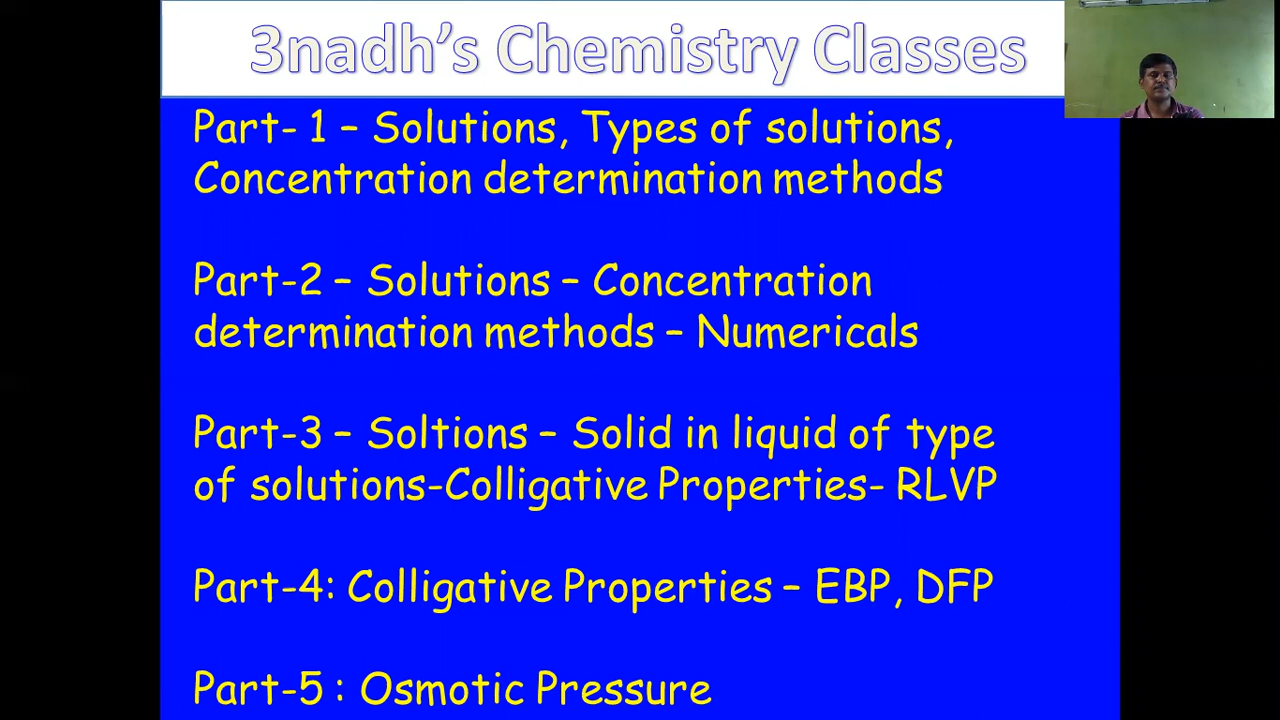 3nadh's Chemistry Classes
Part- 1 – Solutions, Types of solutions,
Concentration determination methods
Part-2 – Solutions – Concentration
determination methods – Numericals
Part-3 – Soltions – Solid in liquid of type
of solutions-Colligative Properties- RLVP
Part-4: Colligative Properties – EBP, DFP
Part-5 : Osmotic Pressure